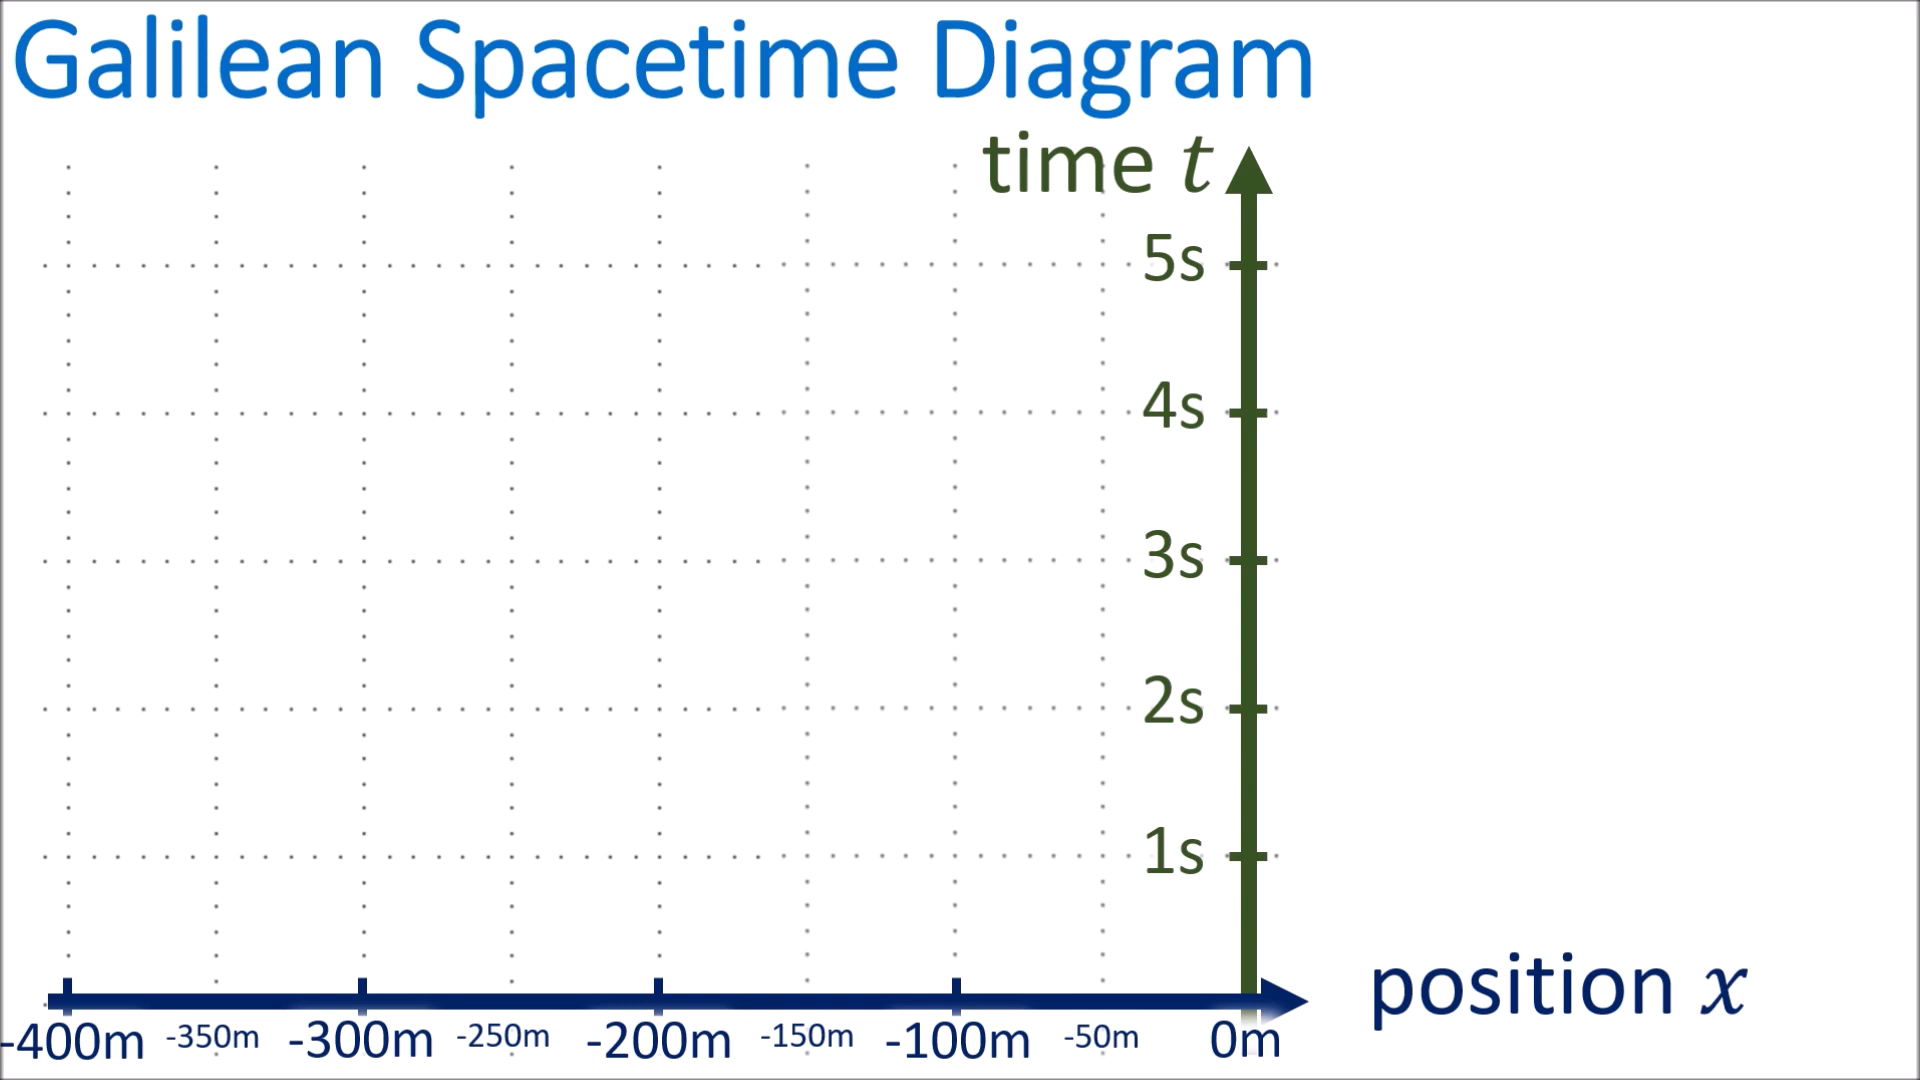 Galilean Spacetime Diagram
time t
5s
4s
3s
2s
1s
position x
-400m -350m -300m -250m -200m -150m -100m -50m 0m